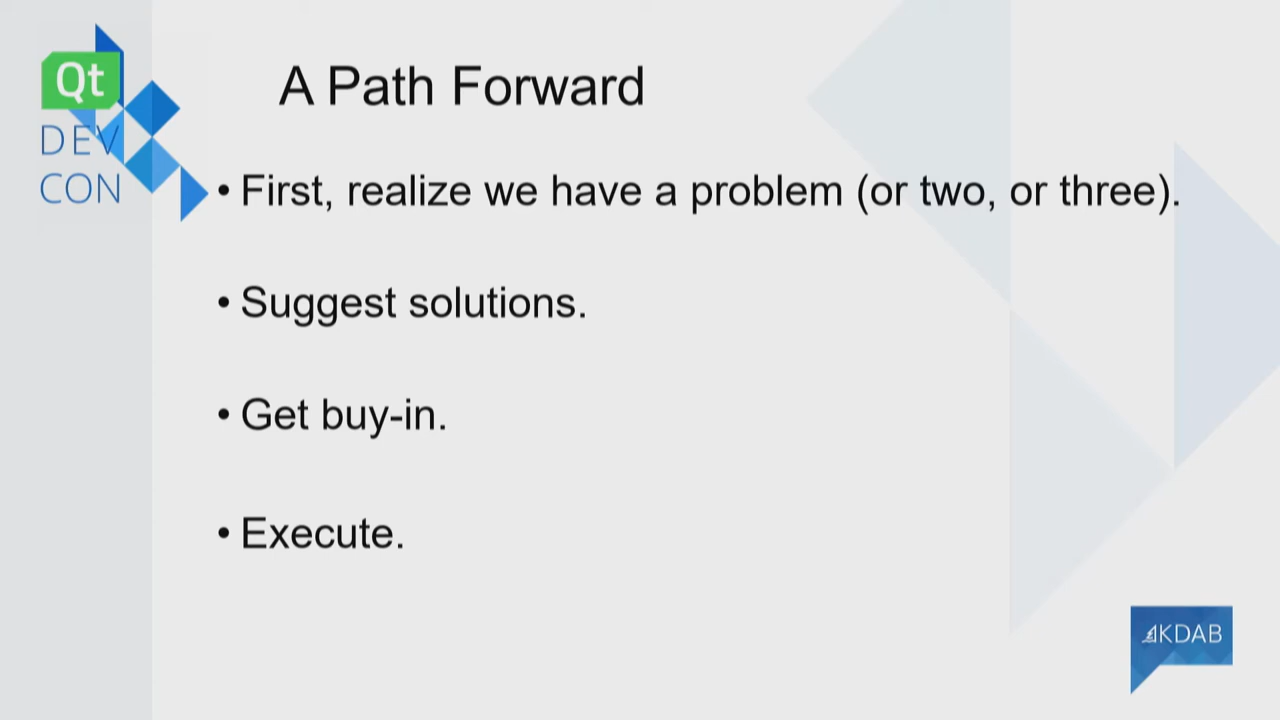 Qt
DEV
CON
A Path Forward
• First, realize we have a problem (or two, or three).
• Suggest solutions.
• Get buy-in.
• Execute.
KDAB